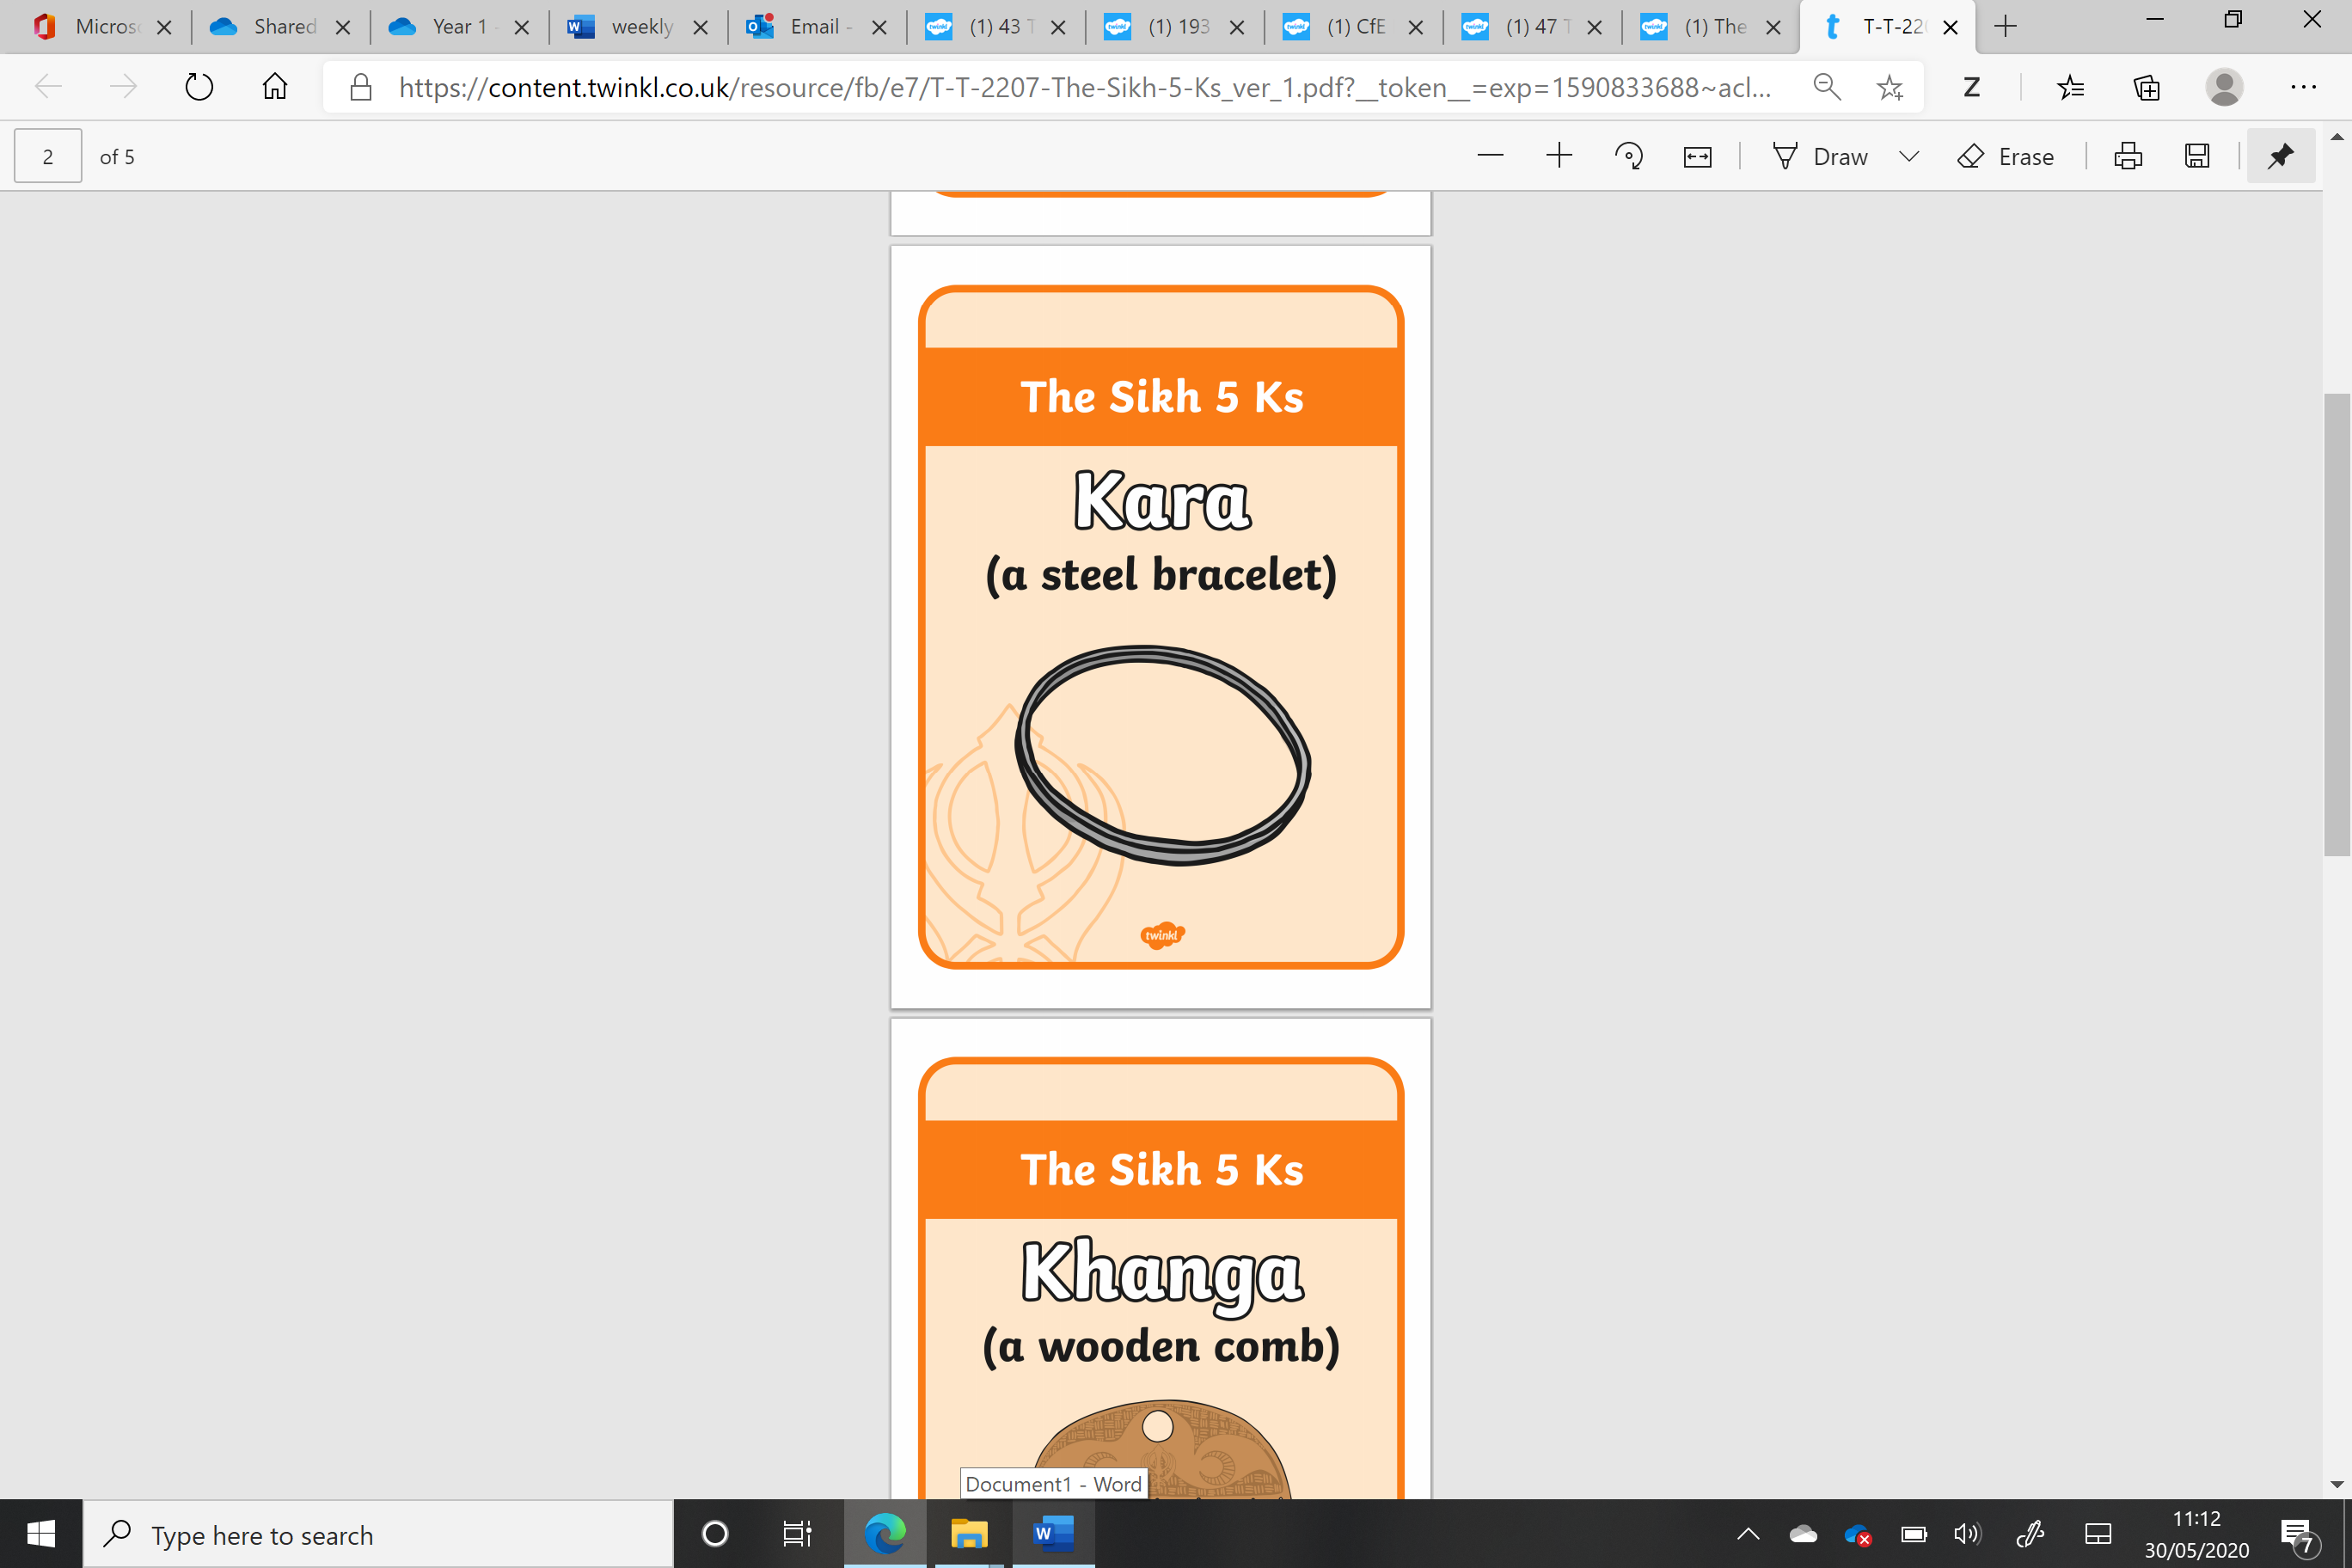 Micros
Shared
Year 1 -
weekly
Email -
(1) 43 T
(1) 193
(1) CfE
(1) 47 T
(1) The
T-T-220
https://content.twinkl.co.uk/resource/fb/e7/T-T-2207-The-Sikh-5-Ks_ver_1.pdf?__token__=exp=1590833688~acl...
Z
2 of 5
Draw
Erase
The Sikh 5 Ks
Kara
(a steel bracelet)
twinkl
The Sikh 5 Ks
Khanga
(a wooden comb)
Document1 - Word
Type here to search
11:12
30/05/2020
7